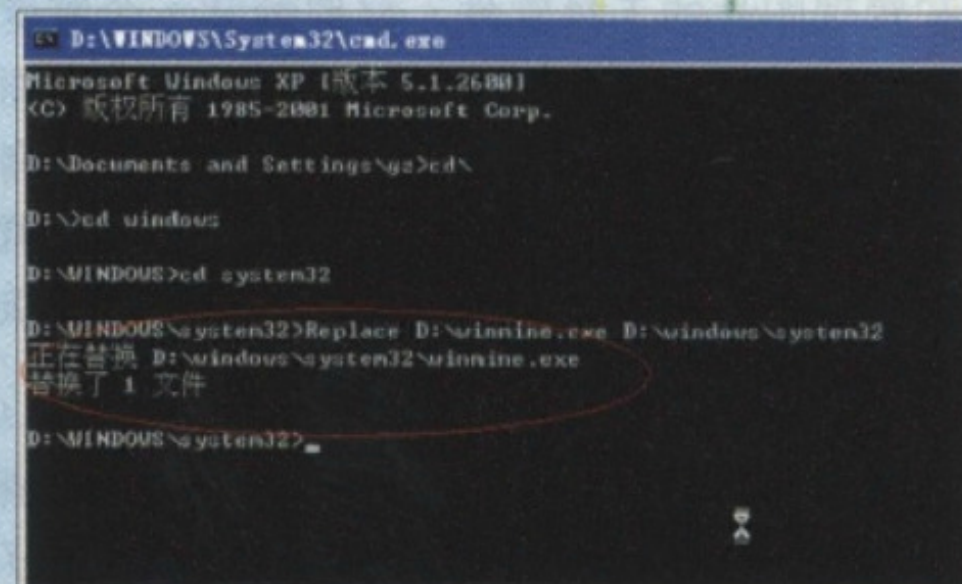 D:\WINDOWS\System32\cmd.exe
Microsoft Windows XP [版本 5.1.2600]
(C) 版权所有 1985-2001 Microsoft Corp.
D:\Documents and Settings\gs>cd\
D:\>cd windows
D:\WINDOWS>cd system32
D:\WINDOWS\system32>Replace D:\winmine.exe D:\windows\system32
正在替换 D:\windows\system32\winmine.exe
替换了 1 文件
D:\WINDOWS\system32>_